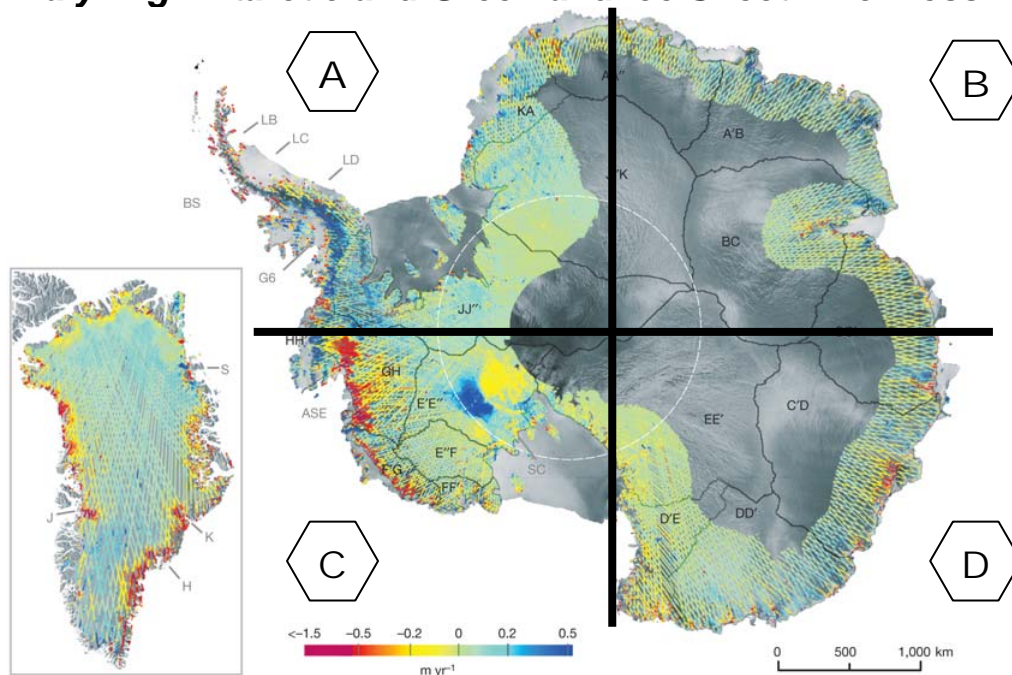 A
B
LB
LC
LD
KA
A'B
J'K
BS
BC
G6
JJ"
HH'
GH
S
E'E"
ASE
EE'
C'D
E"F
SC
FF'
J
K
D'E
DD'
H
C
D
<−1.5 −0.5 −0.2 0 0.2 0.5
m yr⁻¹
0 500 1,000 km